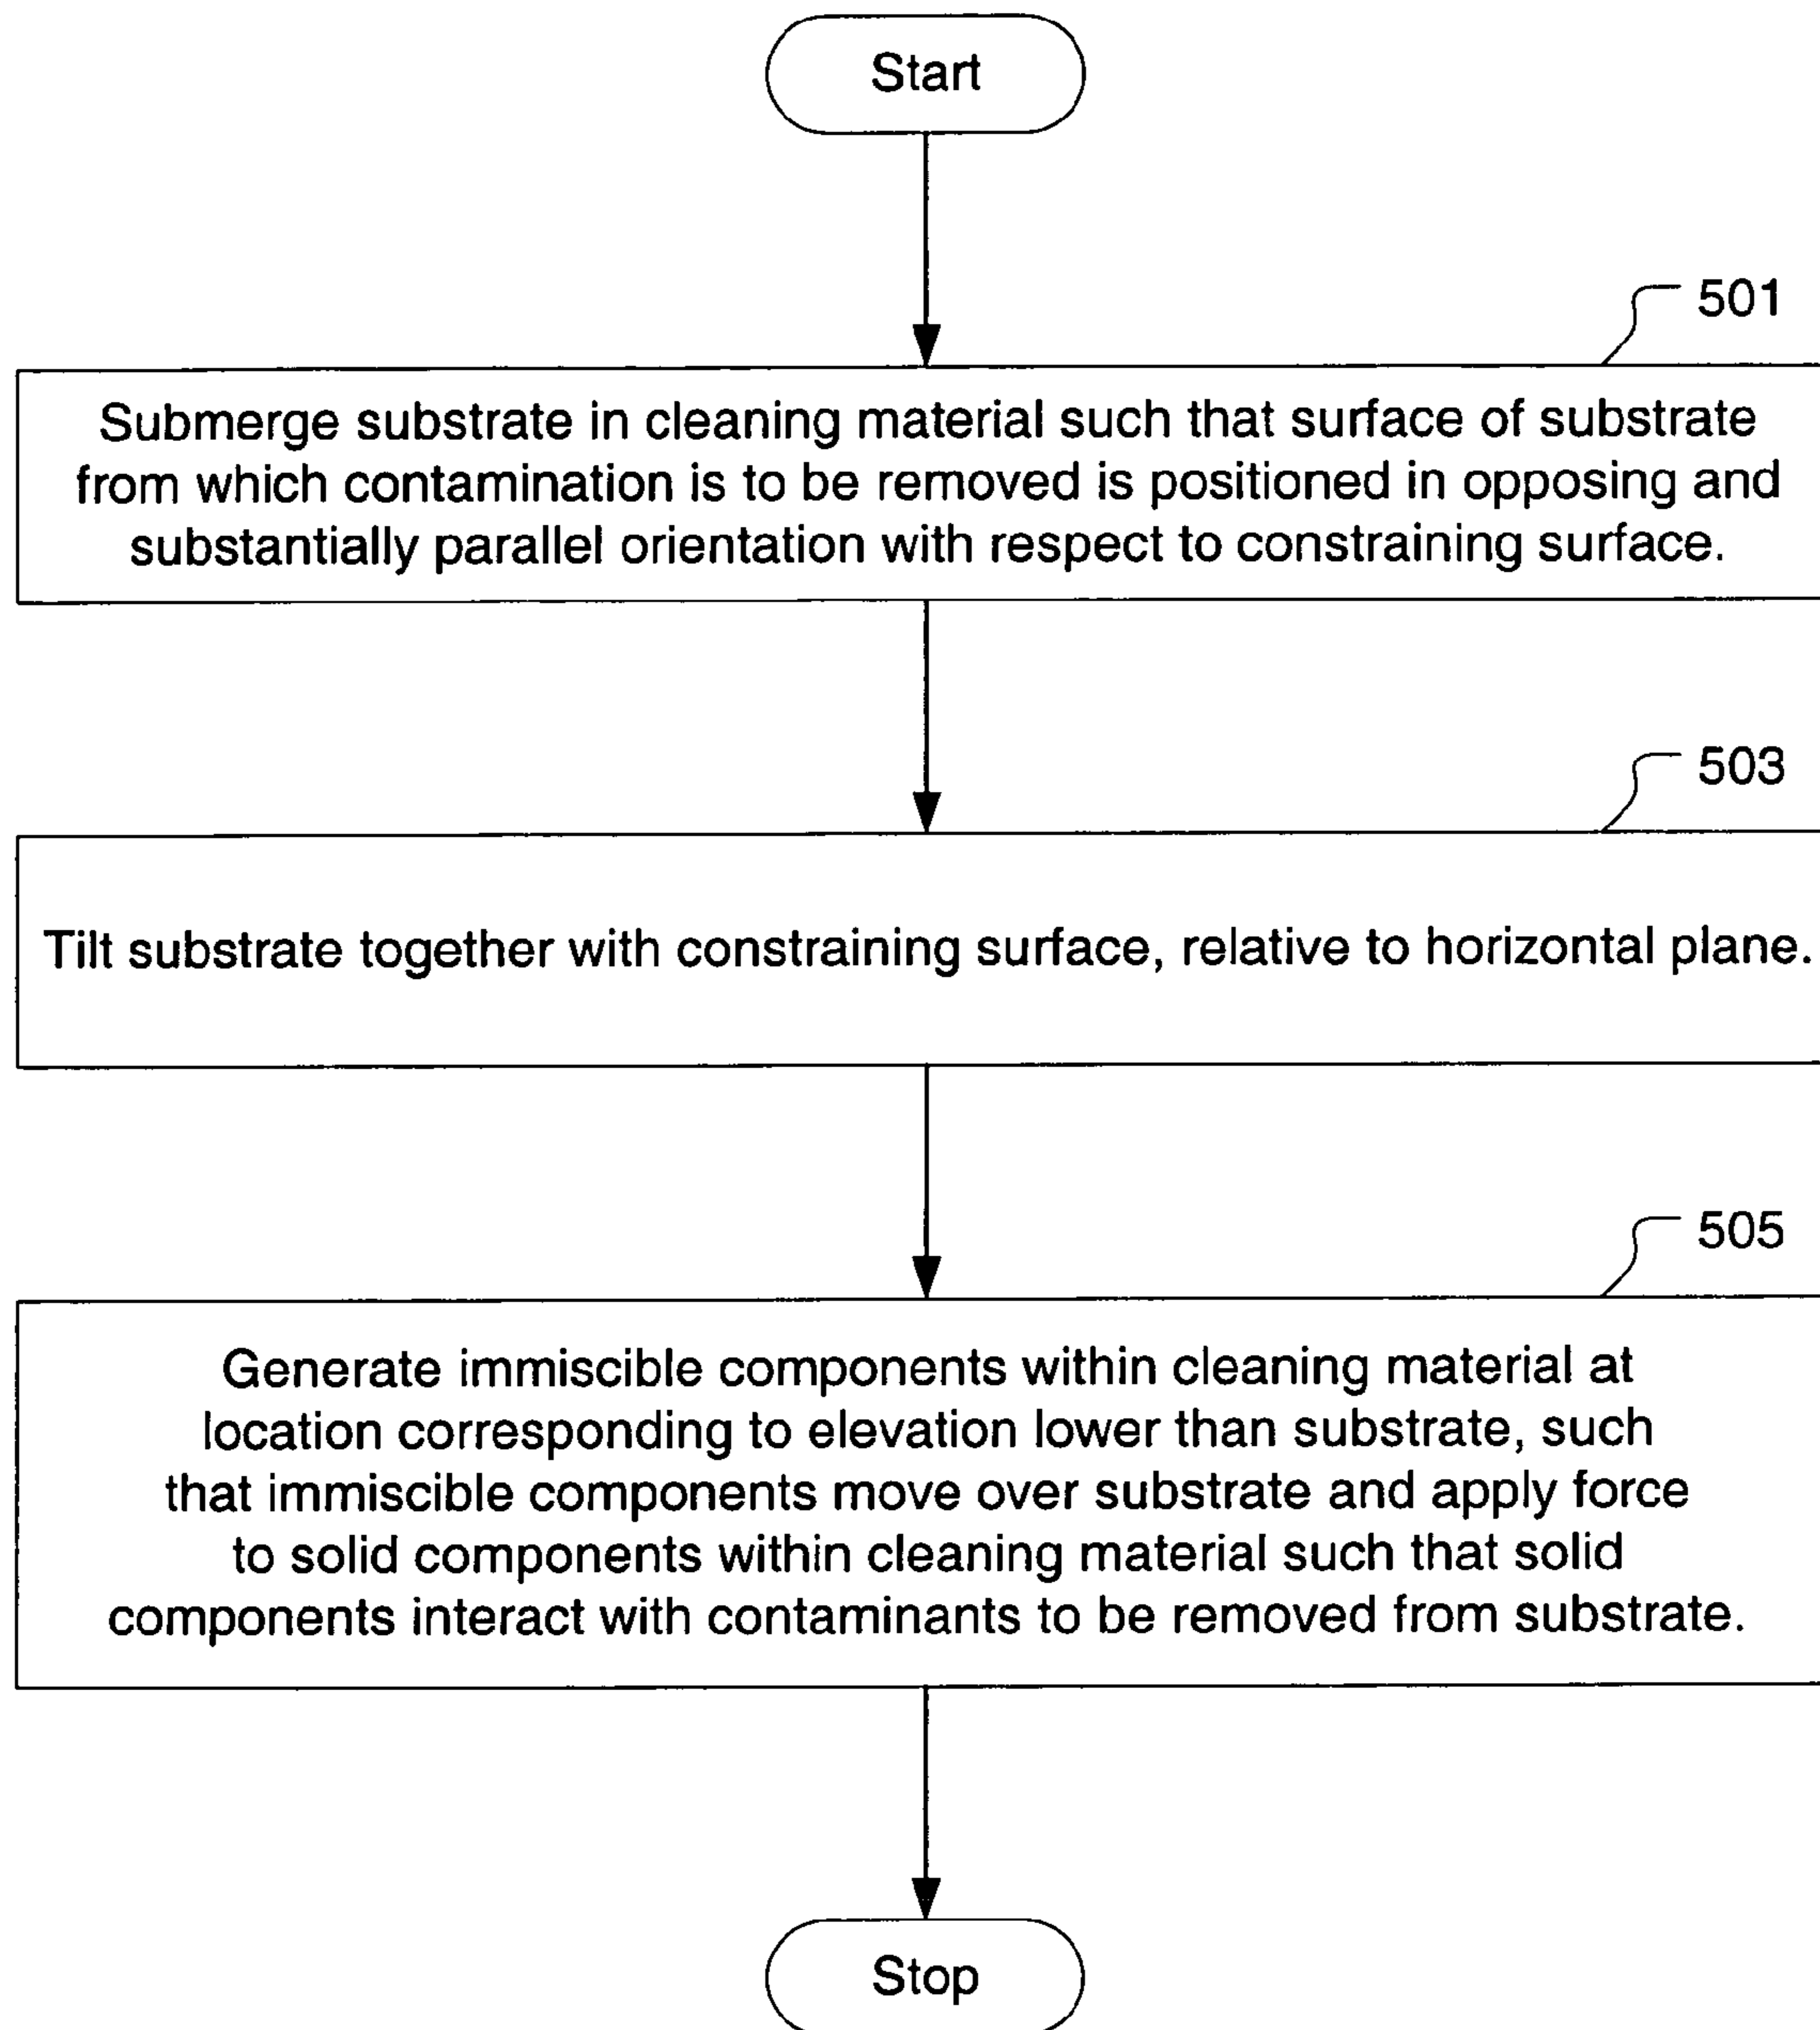 Start
501
Submerge substrate in cleaning material such that surface of substrate
from which contamination is to be removed is positioned in opposing and
substantially parallel orientation with respect to constraining surface.
503
Tilt substrate together with constraining surface, relative to horizontal plane.
505
Generate immiscible components within cleaning material at
location corresponding to elevation lower than substrate, such
that immiscible components move over substrate and apply force
to solid components within cleaning material such that solid
components interact with contaminants to be removed from substrate.
Stop